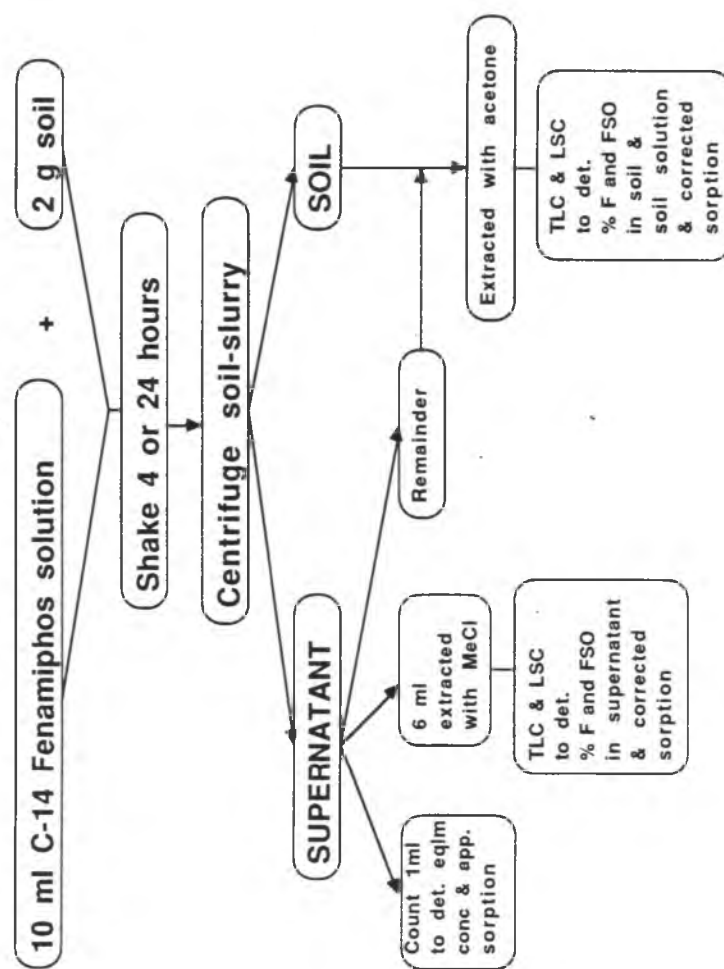 10 ml C-14 Fenamiphos solution + 2 g soil
Shake 4 or 24 hours
Centrifuge soil-slurry
SUPERNATANT
SOIL
Count 1ml
to det. eqlm
conc & app.
sorption
6 ml
extracted
with MeCl
Remainder
Extracted with acetone
TLC & LSC
to det.
% F and FSO
in supernatant
& corrected
sorption
TLC & LSC
to det.
% F and FSO
in soil &
soil solution
& corrected
sorption